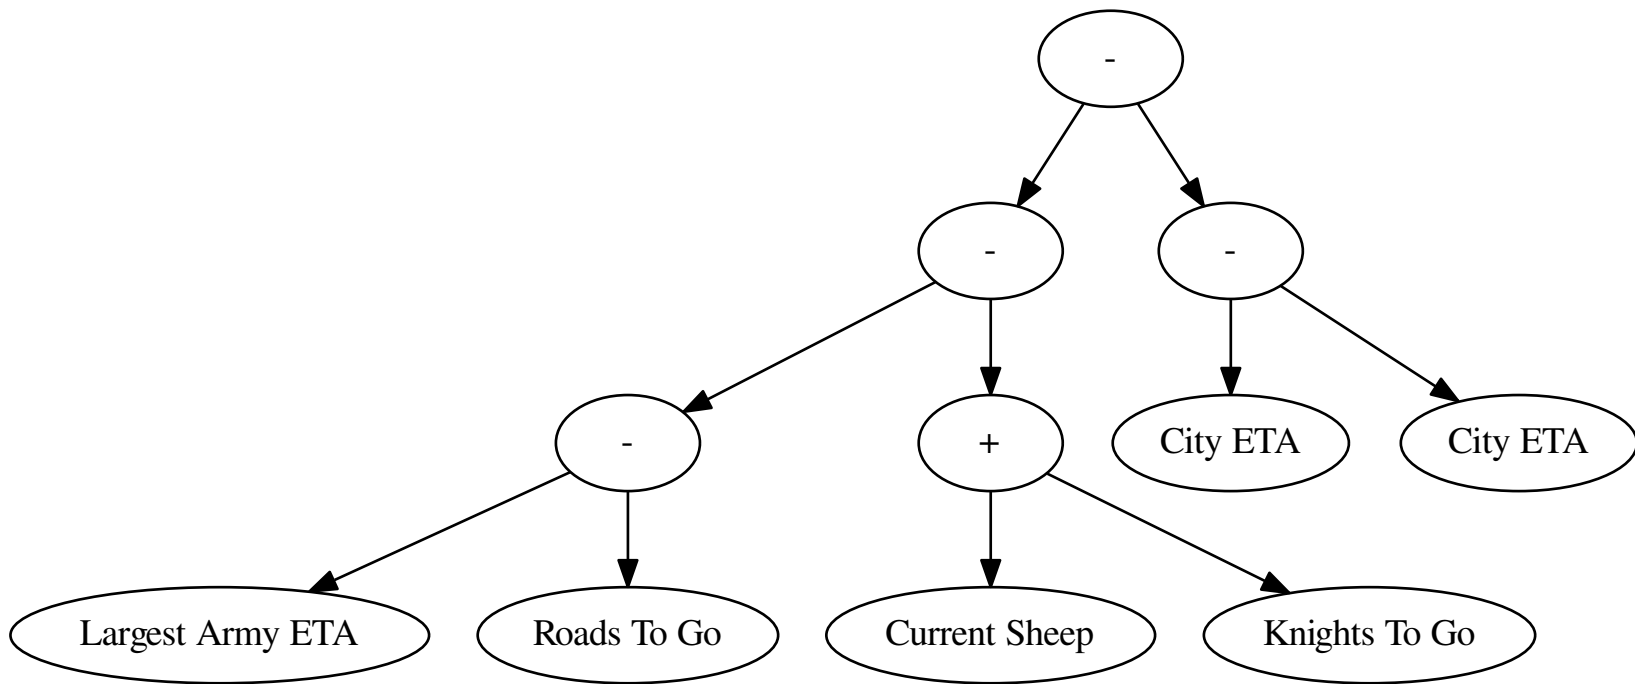 -
-
-
-
+
City ETA
City ETA
Largest Army ETA
Roads To Go
Current Sheep
Knights To Go